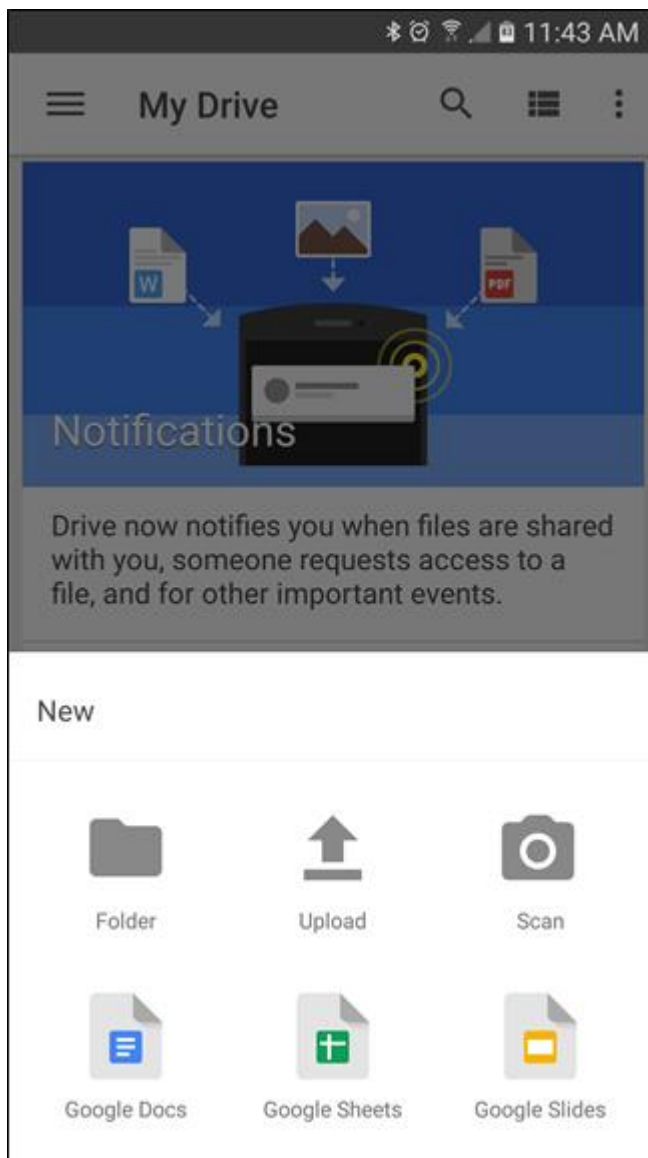 11:43 AM
My Drive
W
PDF
Notifications
Drive now notifies you when files are shared
with you, someone requests access to a
file, and for other important events.
New
Folder
Upload
Scan
Google Docs
Google Sheets
Google Slides